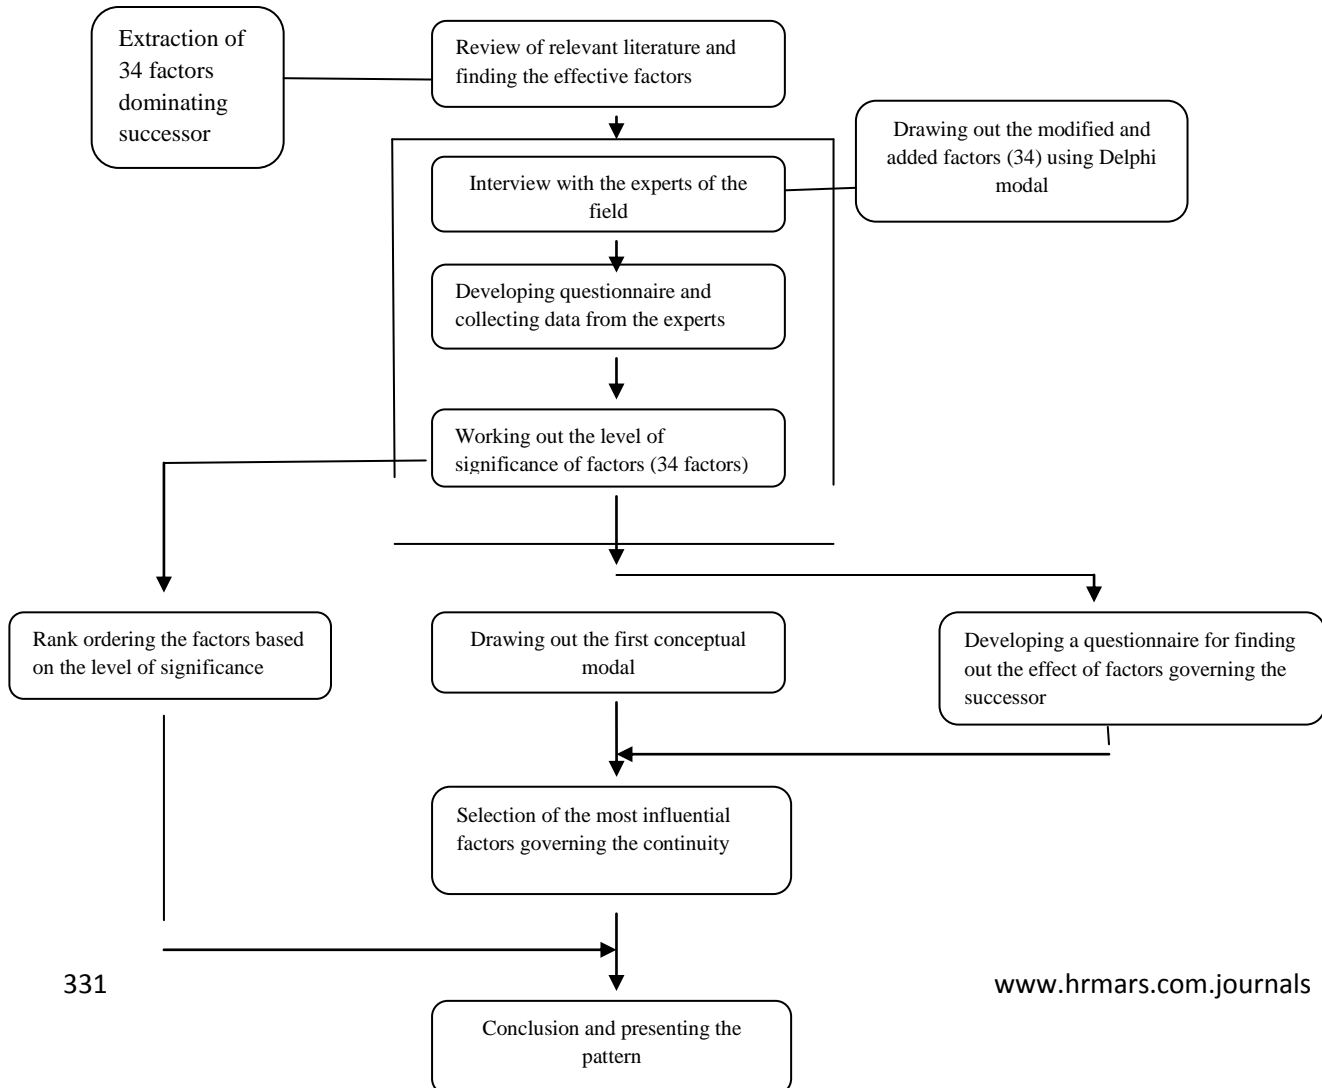 Extraction of
34 factors
dominating
successor
Review of relevant literature and
finding the effective factors
Drawing out the modified and
added factors (34) using Delphi
modal
Interview with the experts of the
field
Developing questionnaire and
collecting data from the experts
Working out the level of
significance of factors (34 factors)
Rank ordering the factors based
on the level of significance
Drawing out the first conceptual
modal
Developing a questionnaire for finding
out the effect of factors governing the
successor
Selection of the most influential
factors governing the continuity
331
www.hrmars.com.journals
Conclusion and presenting the
pattern